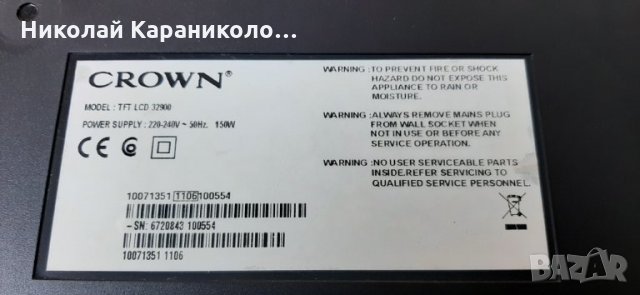 Николай Караниколо...
CROWN®
MODEL : TFT LCD 32900
POWER SUPPLY : 220-240V ~ 50Hz. 150W
CE
10071351 1106 100554
-SN: 6720843 100554
10071351 1106
WARNING :TO PREVENT FIRE OR SHOCK
HAZARD DO NOT EXPOSE THIS
APPLIANCE TO RAIN OR
MOISTURE.
WARNING :ALWAYS REMOVE MAINS PLUG
FROM WALL SOCKET WHEN
NOT IN USE OR BEFORE ANY
SERVICE OPERATION.
WARNING :NO USER SERVICEABLE PARTS
INSIDE.REFER SERVICING TO
QUALIFIED SERVICE PERSONNEL.
BAZAR